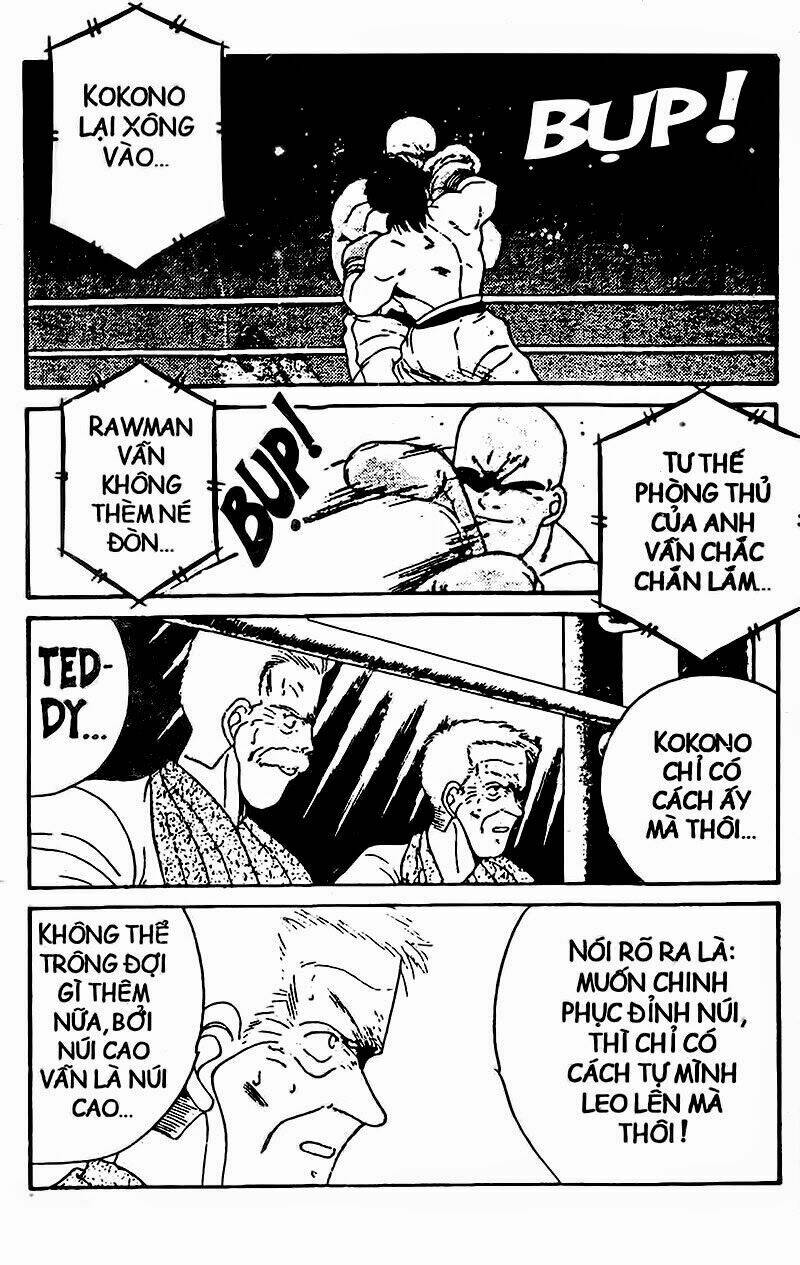 KOKONO
LẠI XÔNG
VÀO...
BỤP!
RAWMAN
VẪN
KHÔNG
THÈM NÉ
ĐÒN...
BỤP!
TƯ THẾ
PHÒNG THỦ
CỦA ANH
VẪN CHẮC
CHẮN LẮM...
TED-
DY...
KOKONO
CHỈ CÓ
CÁCH ẤY
MÀ THÔI...
KHÔNG THỂ
TRÔNG ĐỢI
GÌ THÊM
NỮA, BỞI
NÚI CAO
VẪN LÀ NÚI
CAO...
NÓI RÕ RA LÀ:
MUỐN CHINH
PHỤC ĐỈNH NÚI,
THÌ CHỈ CÓ
CÁCH TỰ MÌNH
LEO LÊN MÀ
THÔI!